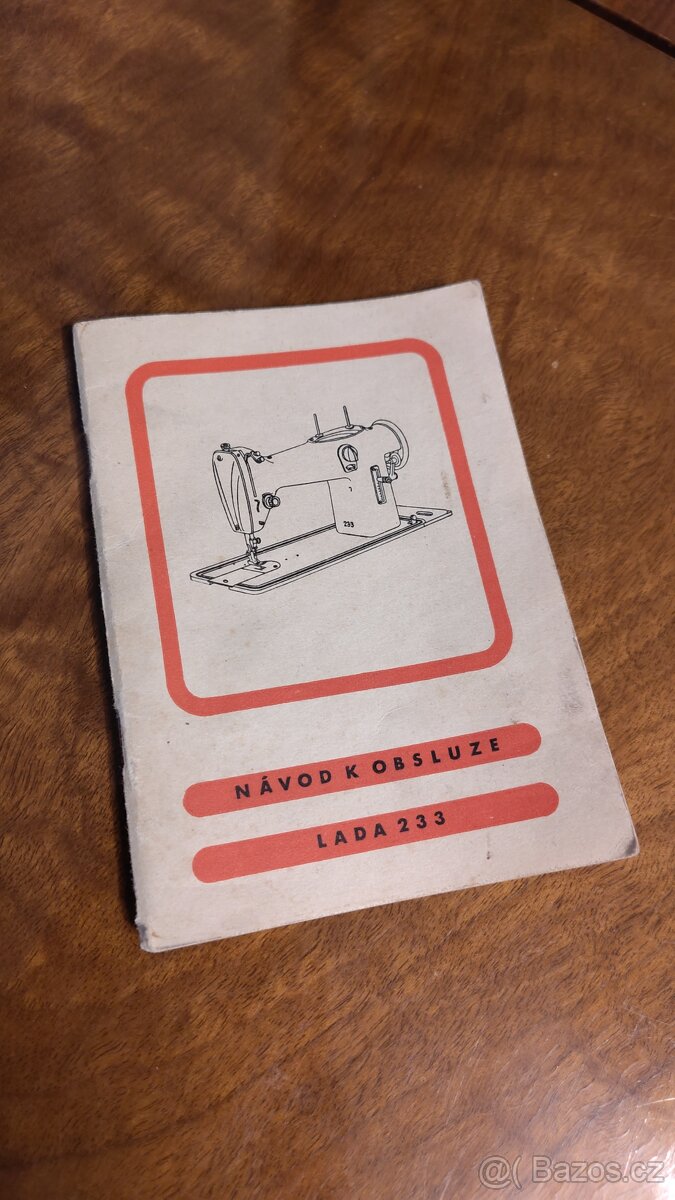 233
NÁVOD K OBSLUZE
LADA 233
@( Bazos.cz